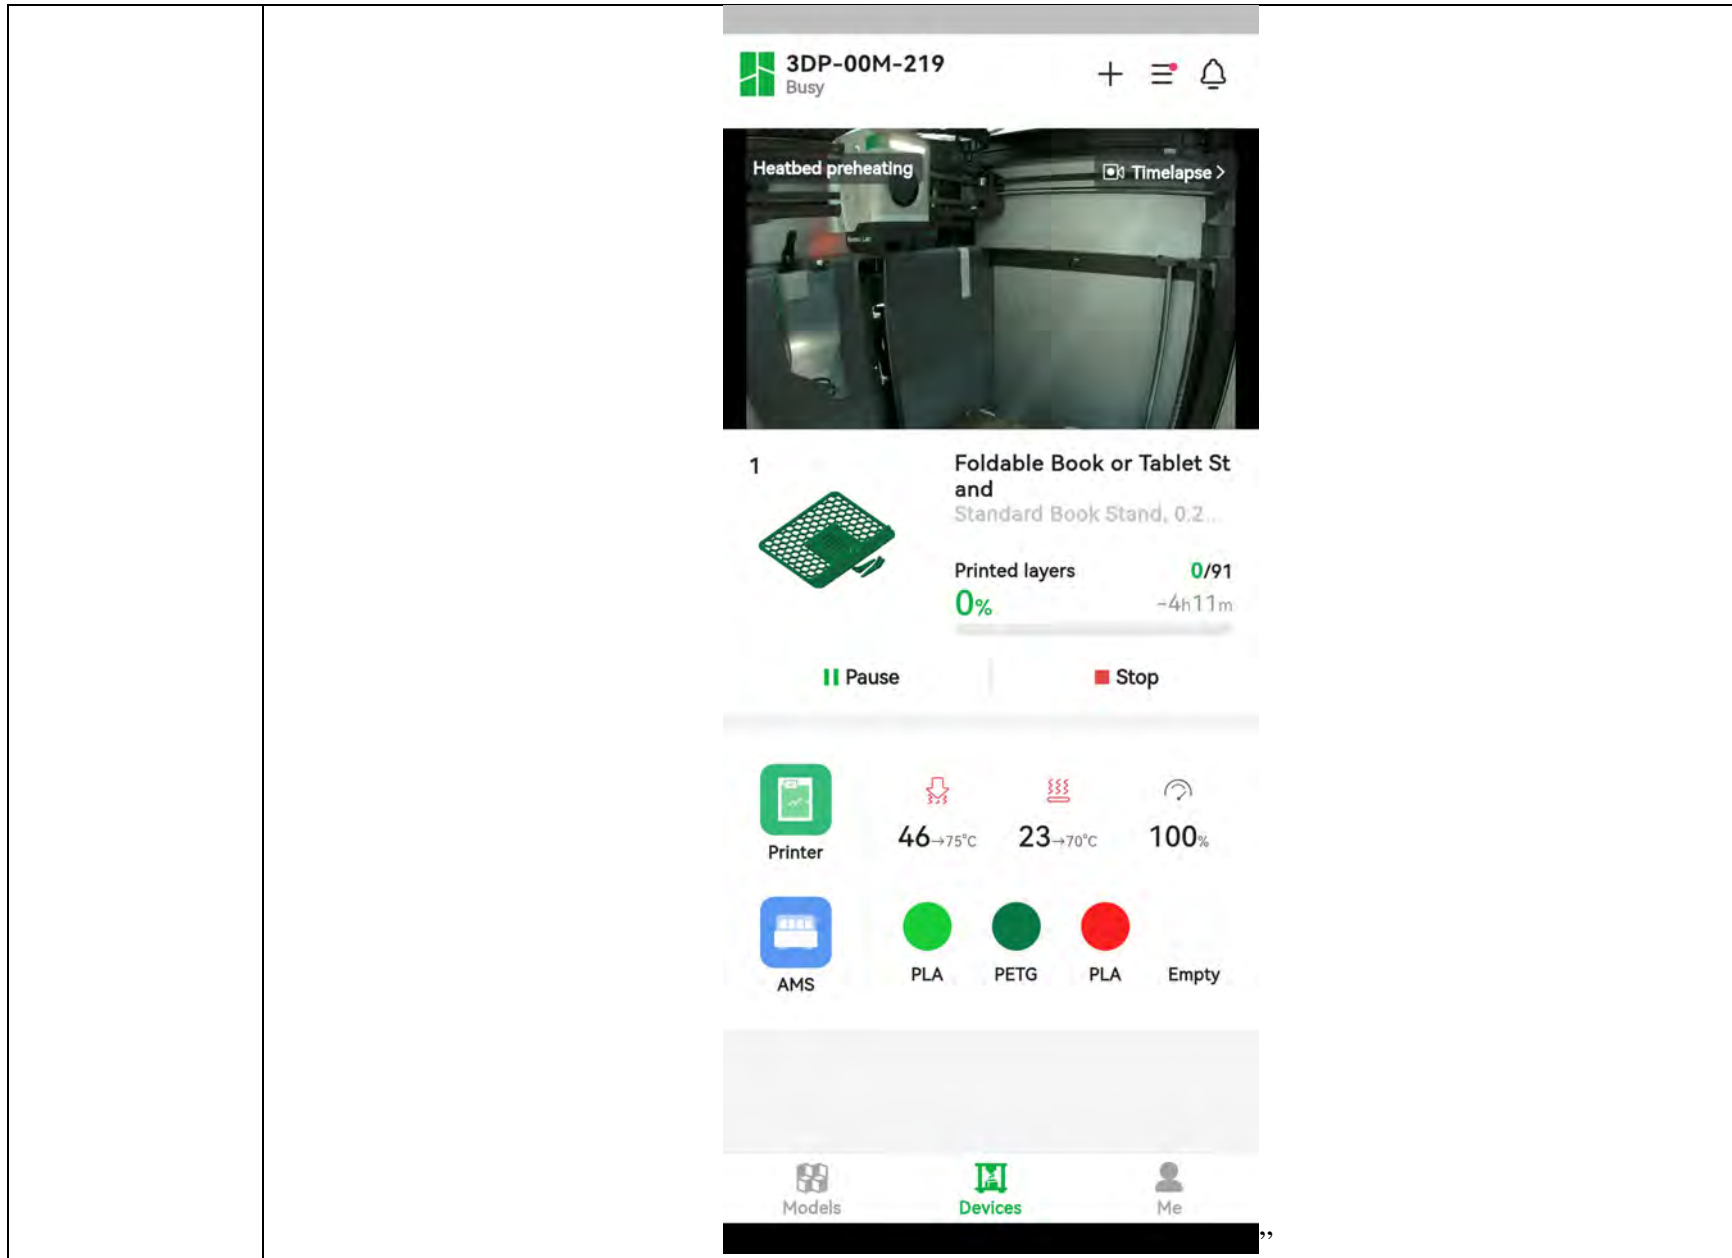 3DP-00M-219
Busy
Heatbed preheating
Timelapse >
1
Foldable Book or Tablet St
and
Standard Book Stand, 0.2...
Printed layers 0/91
0% -4h11m
Pause Stop
46→75°C 23→70°C 100%
Printer
PLA PETG PLA Empty
AMS
Models Devices Me
”